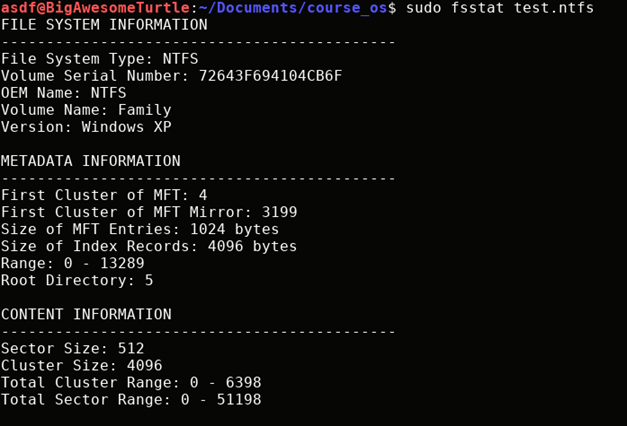 asdf@BigAwesomeTurtle:~/Documents/course_os$ sudo fsstat test.ntfs
FILE SYSTEM INFORMATION
--------------------------------------------
File System Type: NTFS
Volume Serial Number: 72643F694104CB6F
OEM Name: NTFS
Volume Name: Family
Version: Windows XP

METADATA INFORMATION
--------------------------------------------
First Cluster of MFT: 4
First Cluster of MFT Mirror: 3199
Size of MFT Entries: 1024 bytes
Size of Index Records: 4096 bytes
Range: 0 - 13289
Root Directory: 5

CONTENT INFORMATION
--------------------------------------------
Sector Size: 512
Cluster Size: 4096
Total Cluster Range: 0 - 6398
Total Sector Range: 0 - 51198